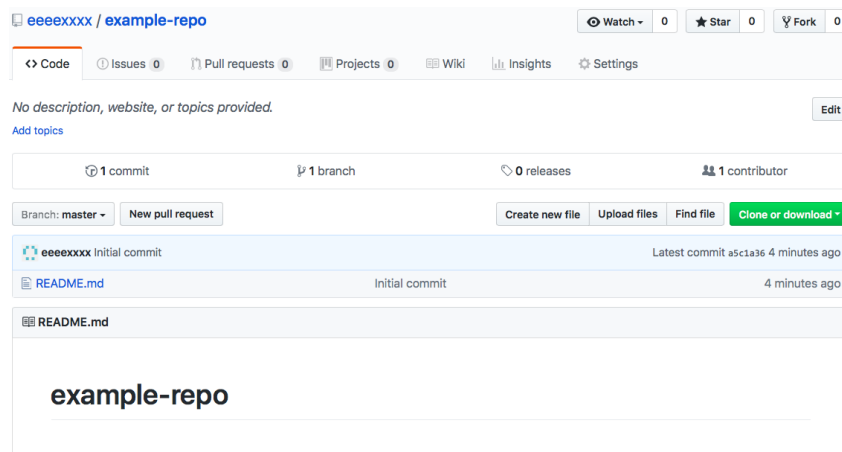 eeeexxxx / example-repo
Watch 0 Star 0 Fork 0
Code Issues 0 Pull requests 0 Projects 0 Wiki Insights Settings
No description, website, or topics provided. Edit
Add topics
1 commit 1 branch 0 releases 1 contributor
Branch: master New pull request Create new file Upload files Find file Clone or download
eeeexxxx Initial commit Latest commit a5c1a36 4 minutes ago
README.md Initial commit 4 minutes ago
README.md
example-repo